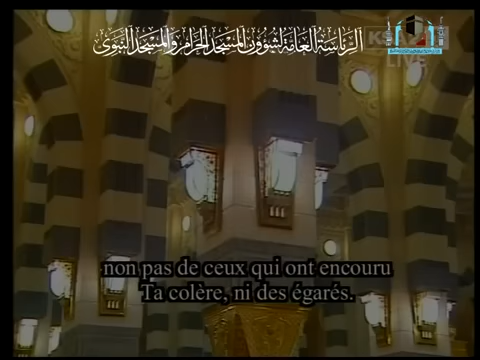 الرئاسة العامة لشؤون المسجد الحرام والمسجد النبوي
LIVE
non pas de ceux qui ont encouru
Ta colère, ni des égarés.